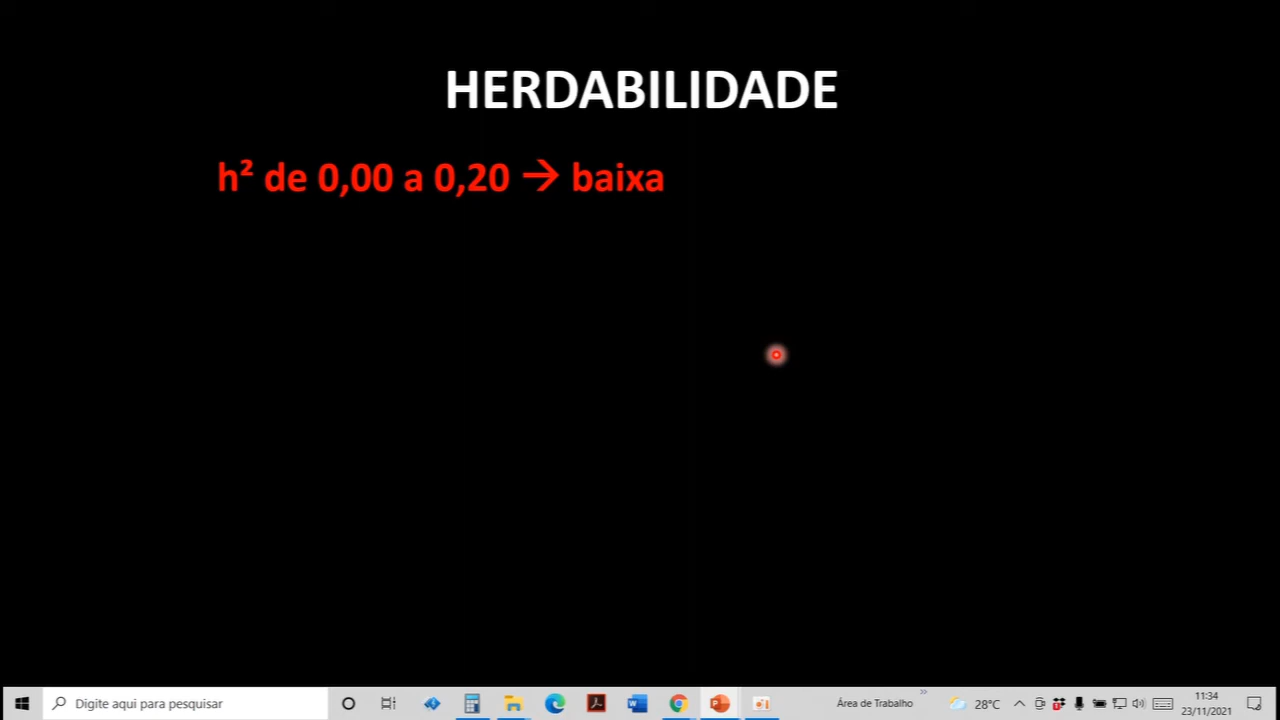 HERDABILIDADE
h² de 0,00 a 0,20 → baixa
Digite aqui para pesquisar
Área de Trabalho
28°C
11:34
23/11/2021